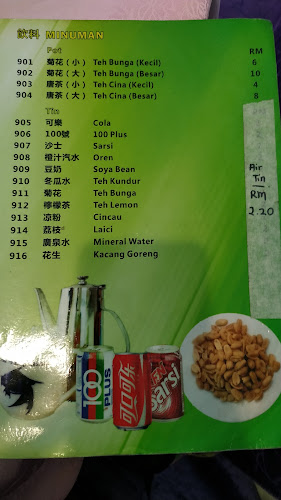 飲料 MINUMAN
Pot RM
901 菊花（小） Teh Bunga (Kecil) 6
902 菊花（大） Teh Bunga (Besar) 10
903 唐茶（小） Teh Cina (Kecil) 4
904 唐茶（大） Teh Cina (Besar) 8
Tin
905 可樂 Cola
906 100號 100 Plus
907 沙士 Sarsi
908 橙汁汽水 Oren
909 豆奶 Soya Bean
910 冬瓜水 Teh Kundur
911 菊花 Teh Bunga
912 檸檬茶 Teh Lemon
913 凉粉 Cincau
914 荔枝 Laici
915 廣泉水 Mineral Water
916 花生 Kacang Goreng
Air
Tin
RM
2.20
100
PLUS
sarsi